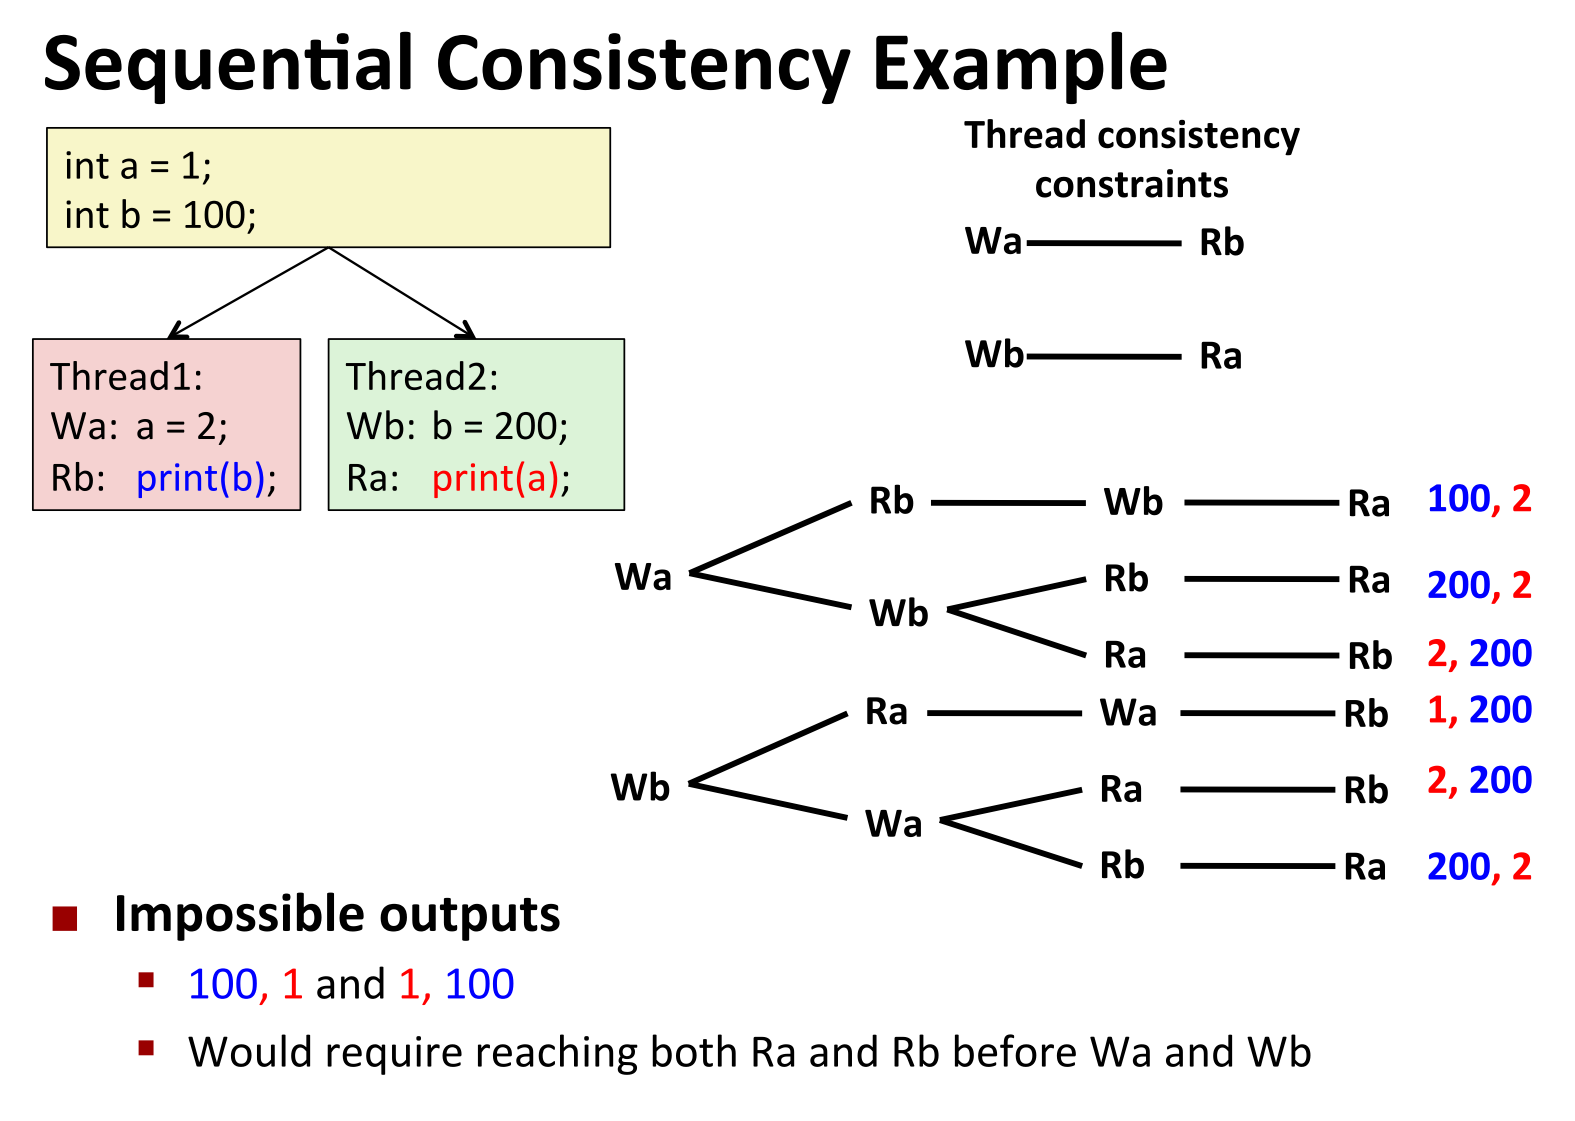 Sequential Consistency Example
int a = 1;
int b = 100;
Thread1:
Wa: a = 2;
Rb: print(b);
Thread2:
Wb: b = 200;
Ra: print(a);
Thread consistency
constraints
Wa Rb
Wb Ra
Wa
Rb Wb Ra 100, 2
Wb
Rb Ra 200, 2
Ra Rb 2, 200
Wb
Ra Wa Rb 1, 200
Wa
Ra Rb 2, 200
Rb Ra 200, 2
Impossible outputs
100, 1 and 1, 100
Would require reaching both Ra and Rb before Wa and Wb